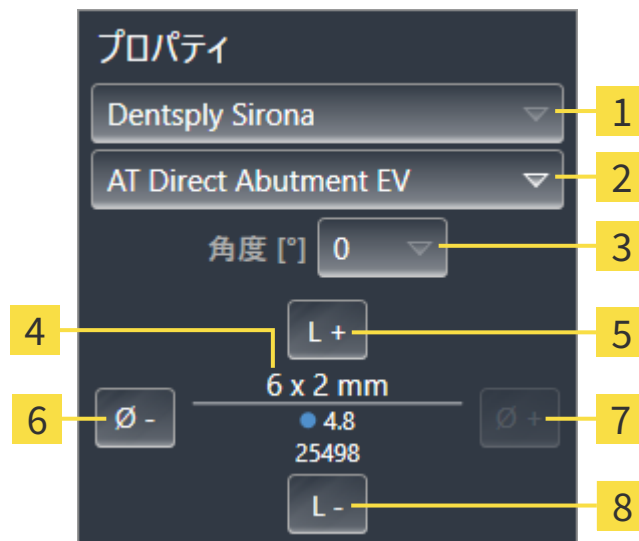 プロパティ
Dentsply Sirona 1
AT Direct Abutment EV 2
角度 [°] 0 3
4 L + 5
6 x 2 mm
6 Ø - 4.8 Ø + 7
25498
L - 8